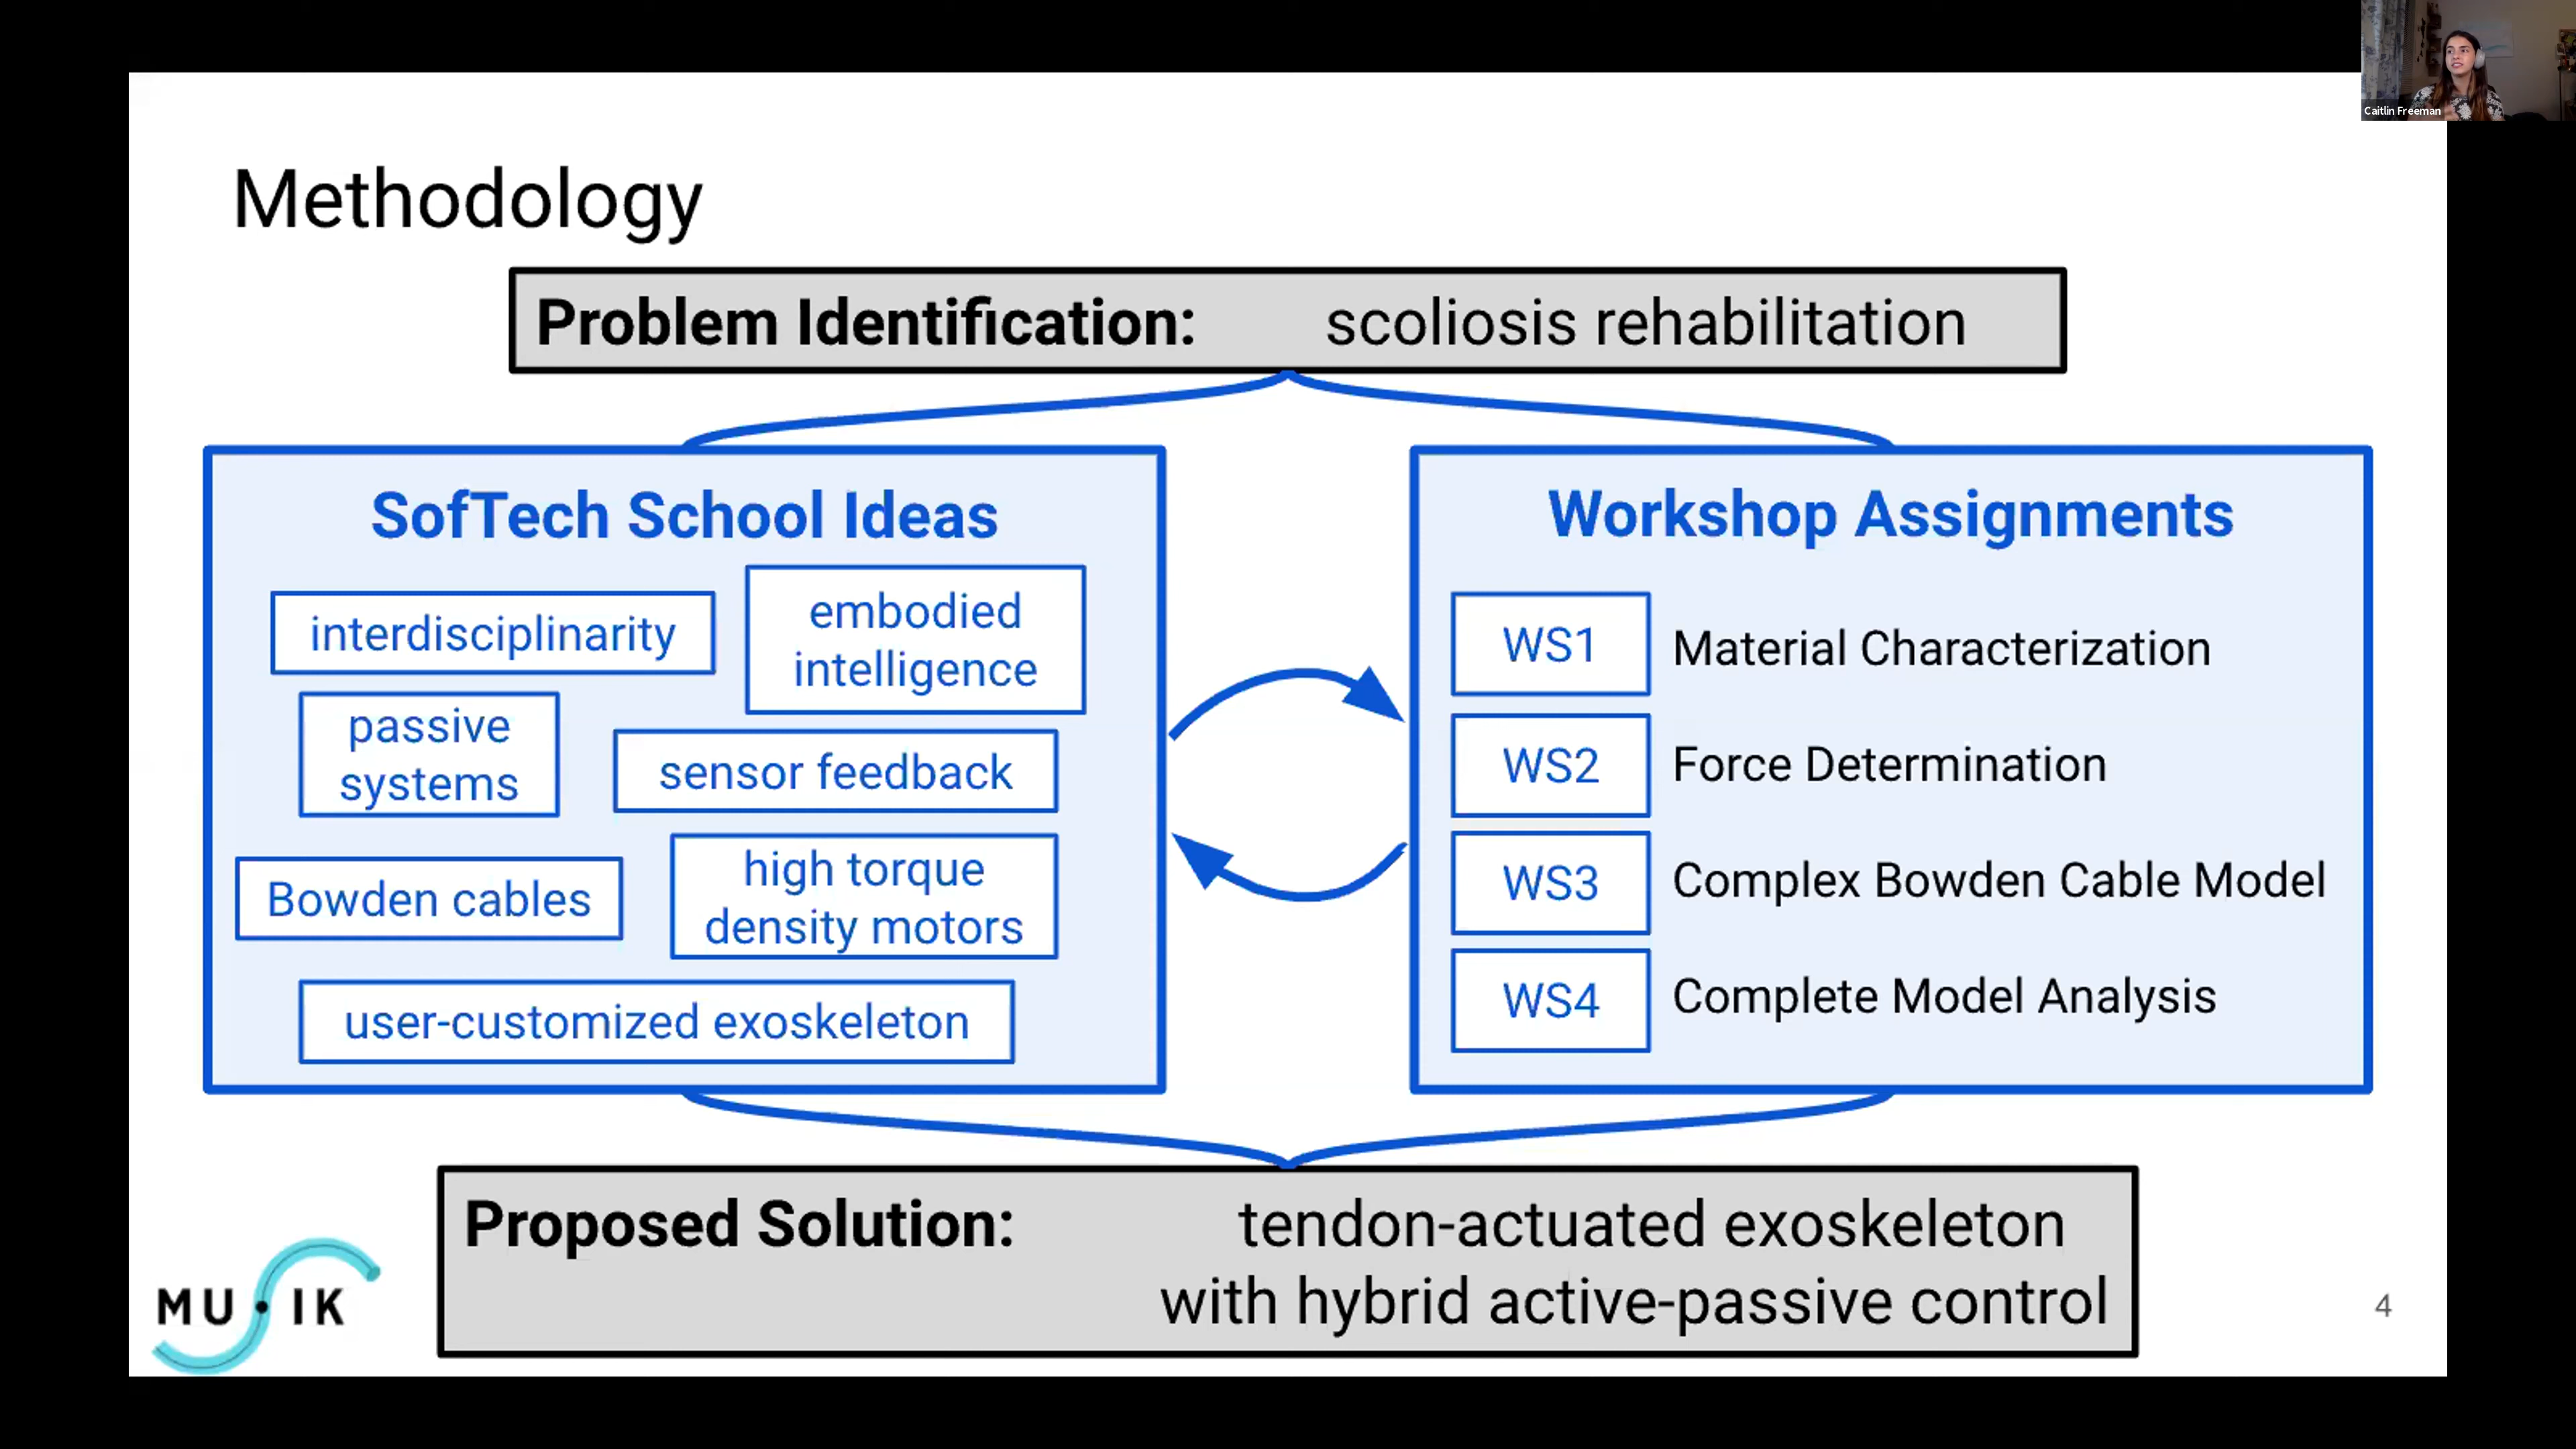 Caitlin Freeman
Methodology
Problem Identification: scoliosis rehabilitation
SofTech School Ideas
interdisciplinarity
embodied
intelligence
passive
systems
sensor feedback
Bowden cables
high torque
density motors
user-customized exoskeleton
Workshop Assignments
WS1 Material Characterization
WS2 Force Determination
WS3 Complex Bowden Cable Model
WS4 Complete Model Analysis
Proposed Solution: tendon-actuated exoskeleton
with hybrid active-passive control
MUSIK
4